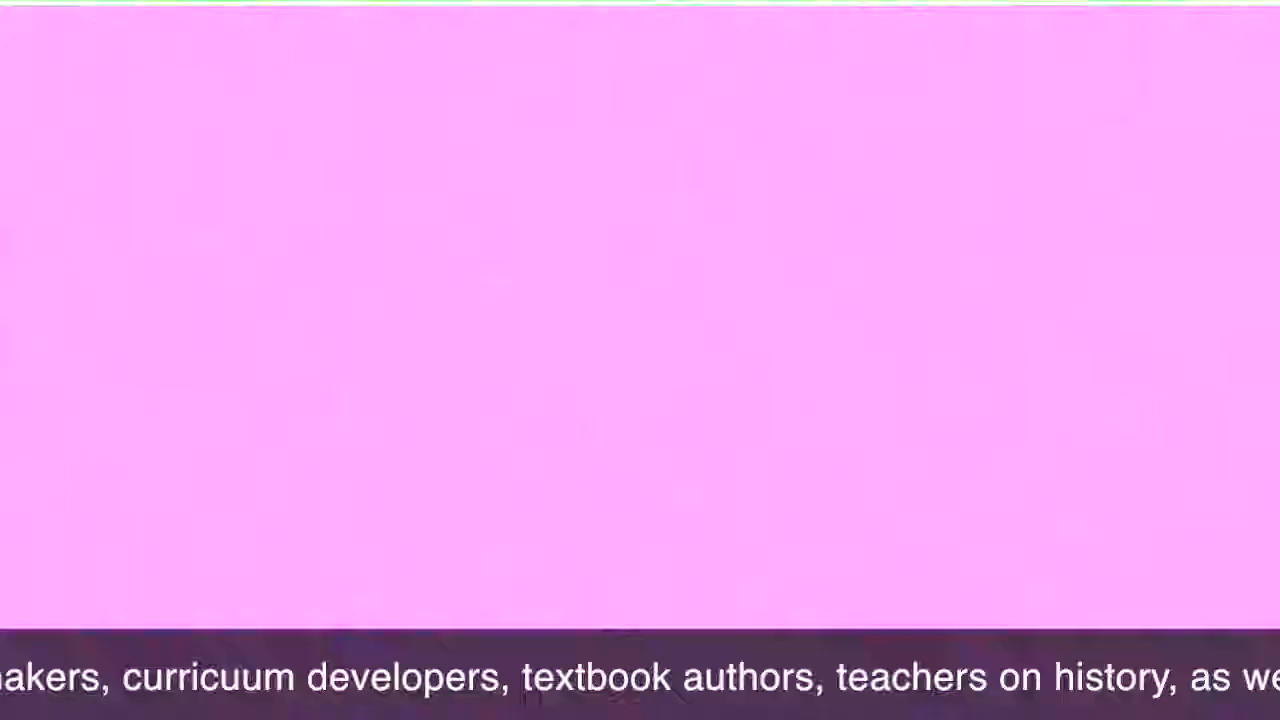 akers, curricuum developers, textbook authors, teachers on history, as we